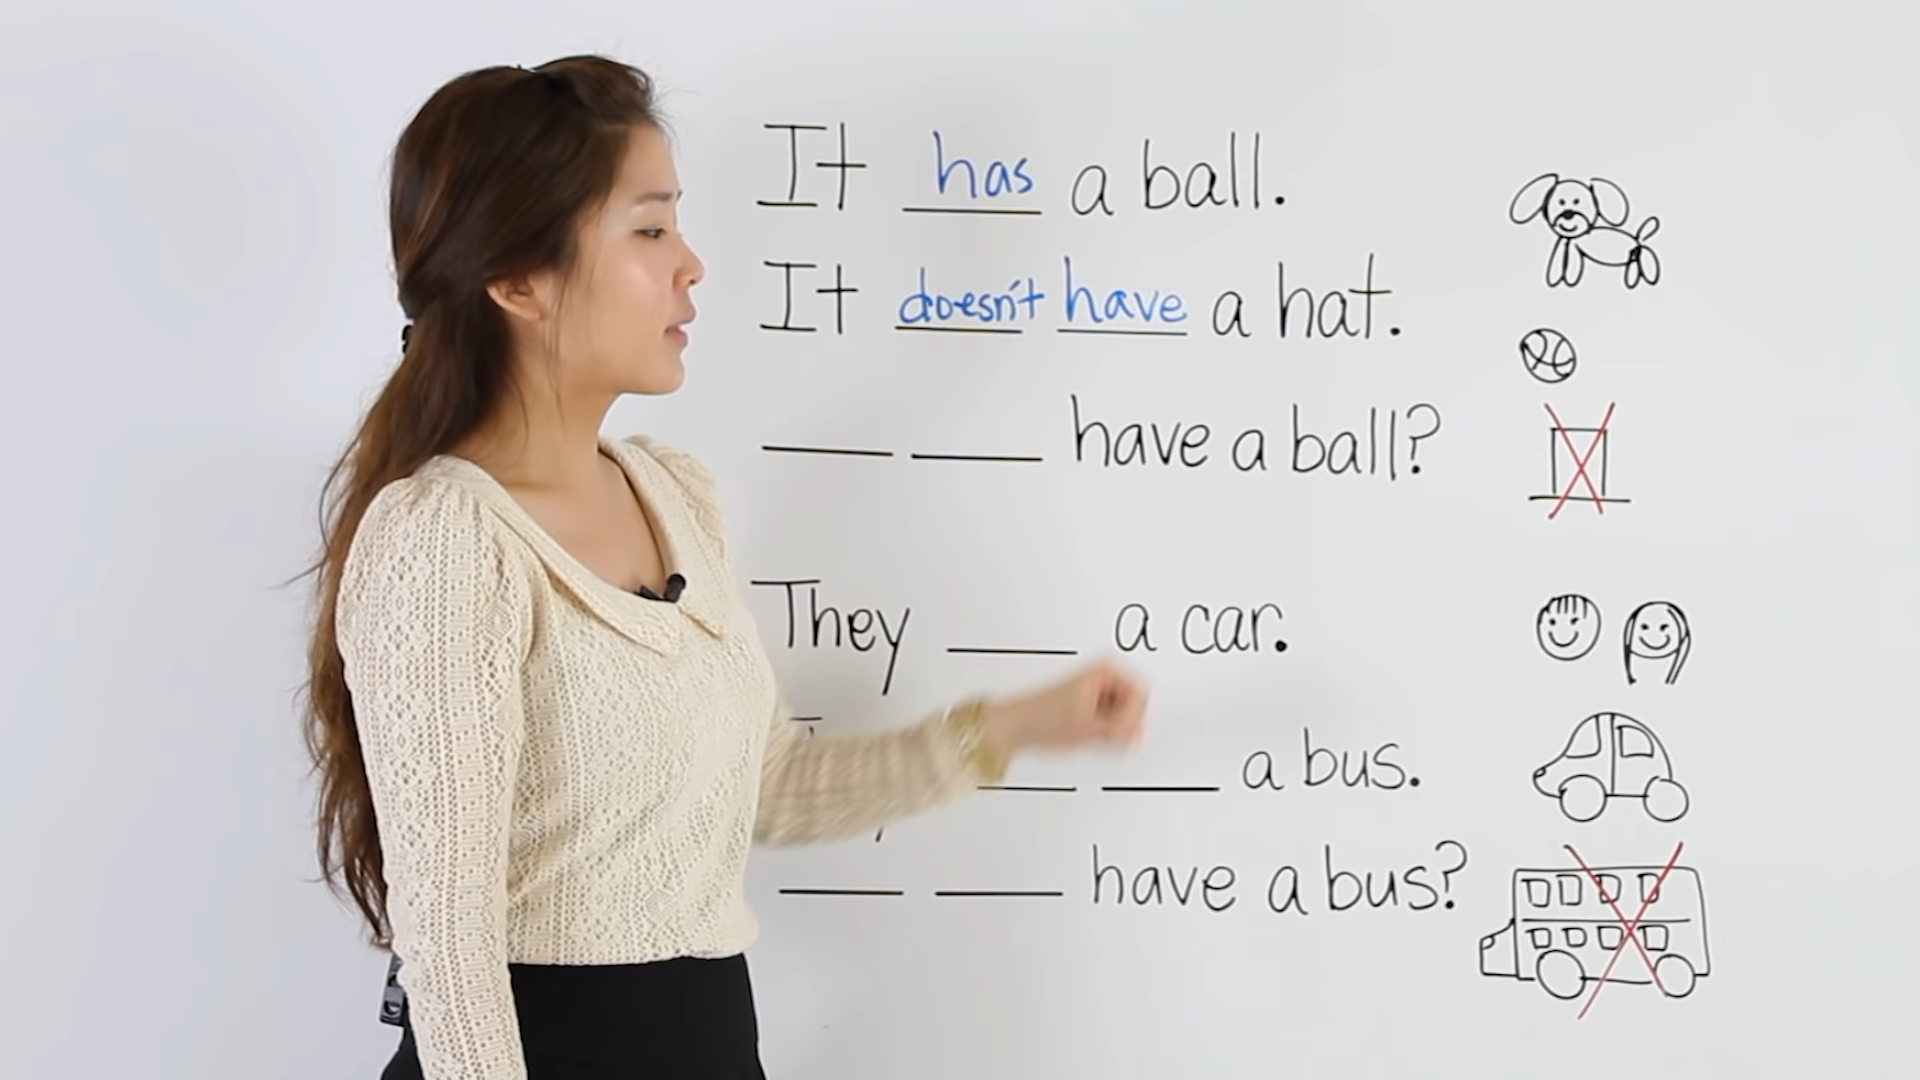 It has a ball.
It doesn't have a hat.
___ ___ have a ball?
They ___ a car.
___ ___ a bus.
___ ___ have a bus?